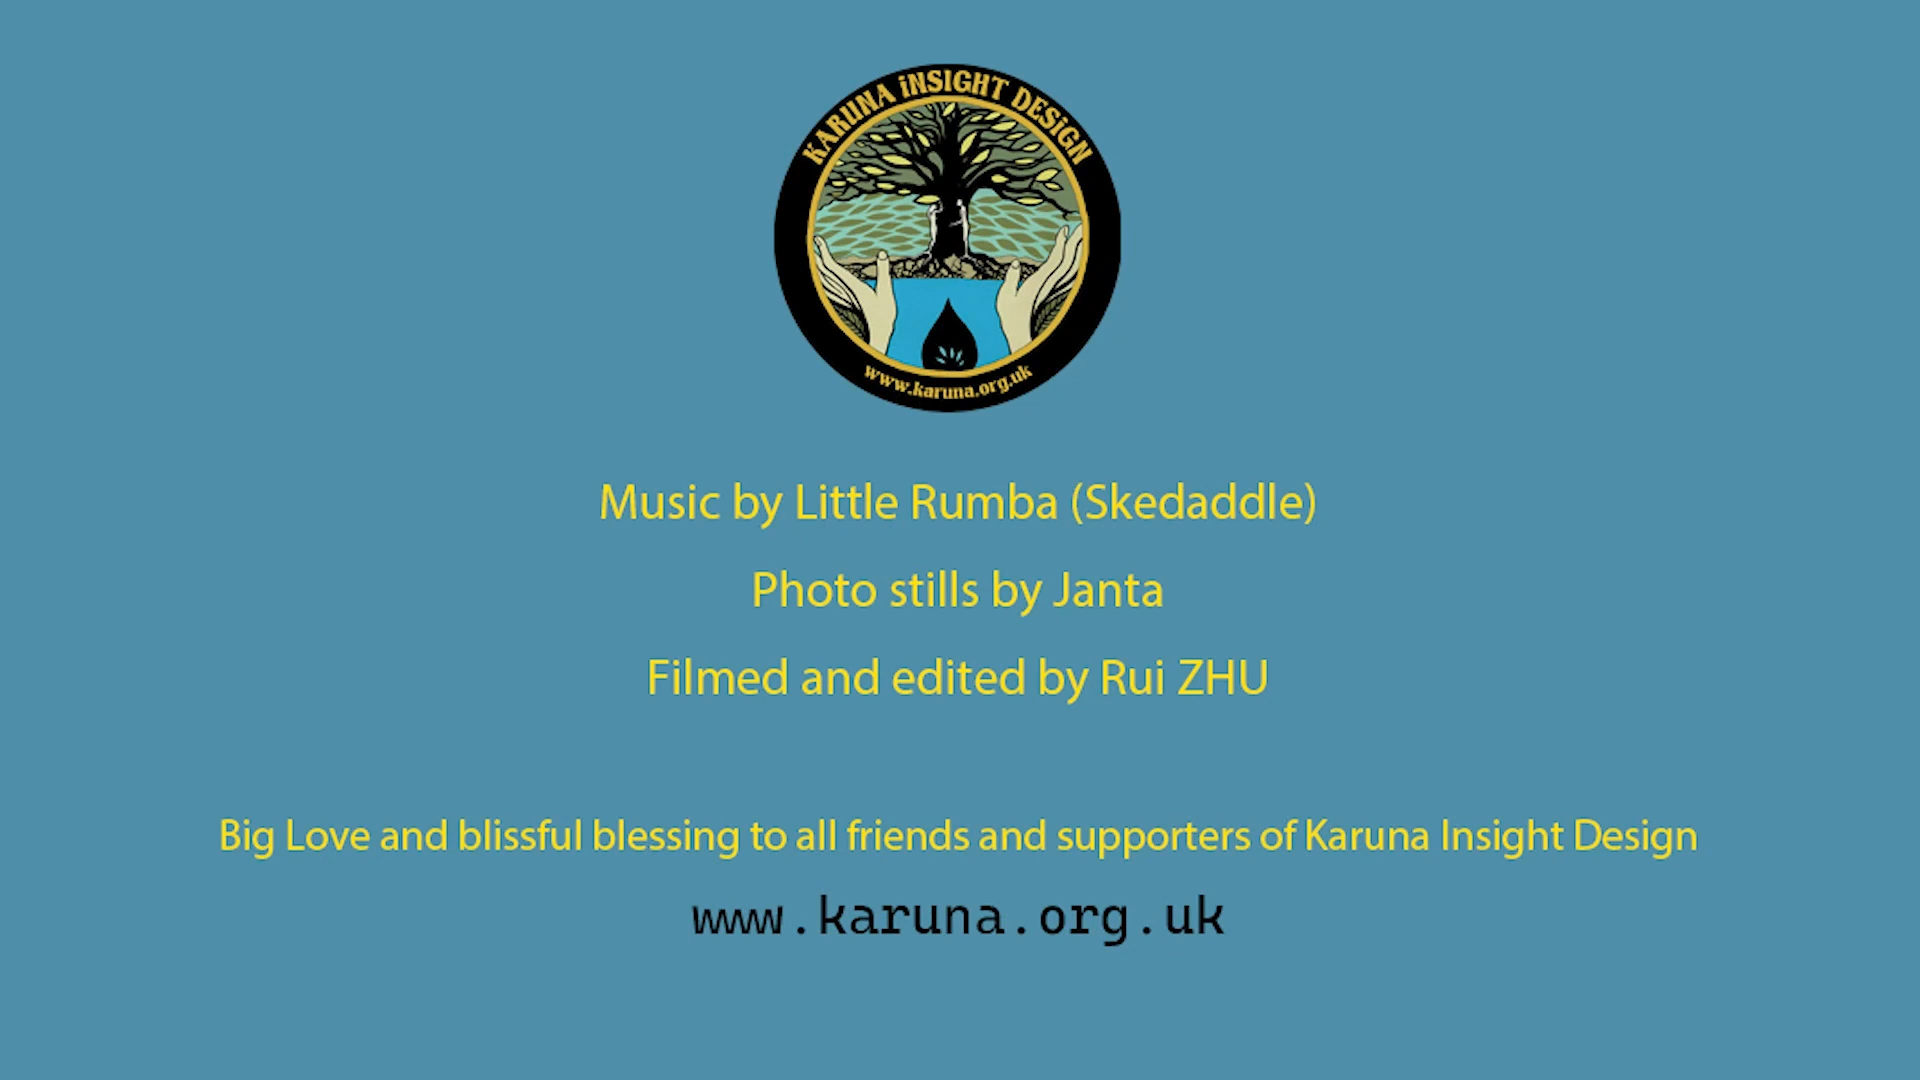 KARUNA iNSIGHT DESiGN
www.karuna.org.uk
Music by Little Rumba (Skedaddle)
Photo stills by Janta
Filmed and edited by Rui ZHU
Big Love and blissful blessing to all friends and supporters of Karuna Insight Design
www.karuna.org.uk